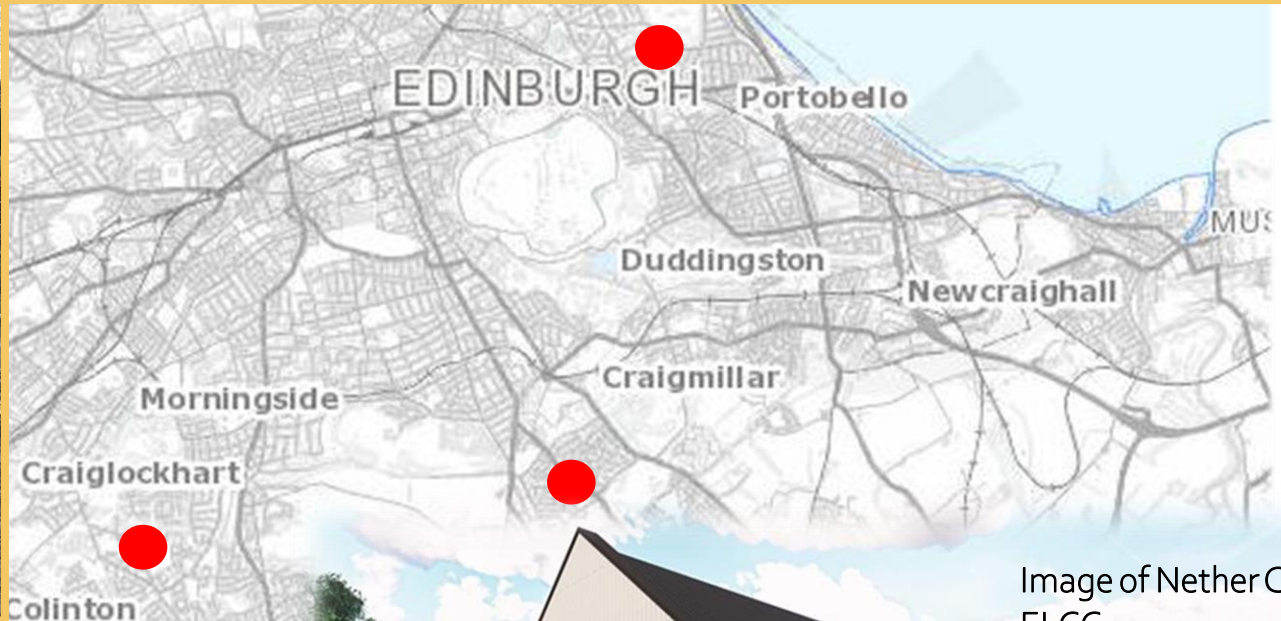 EDINBURGH
Portobello
MUS
Duddingston
Newcraighall
Craigmillar
Morningside
Craiglockhart
Colinton
Image of Nether C